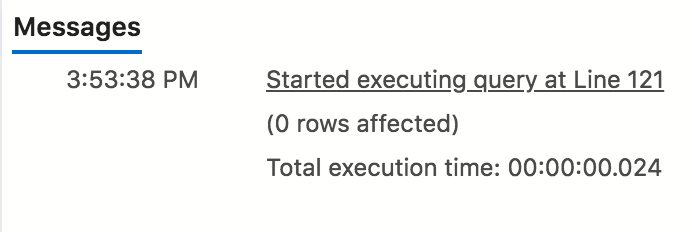 Messages
3:53:38 PM Started executing query at Line 121
(0 rows affected)
Total execution time: 00:00:00.024